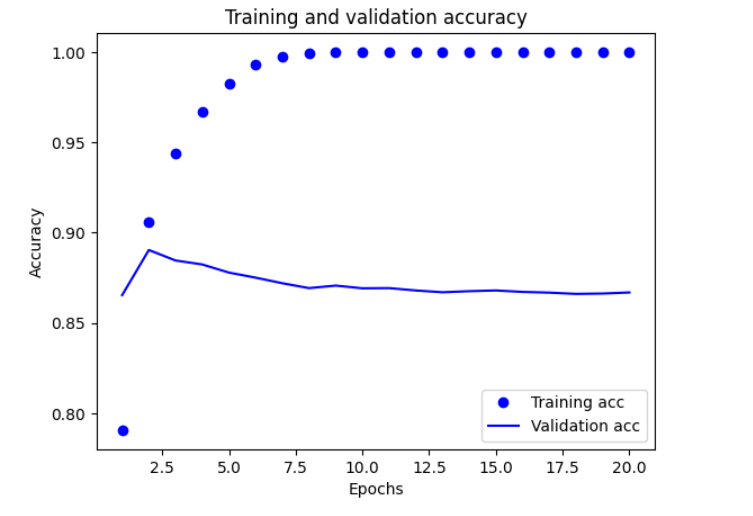 Training and validation accuracy
1.00
0.95
0.90
0.85
0.80
Accuracy
Training acc
Validation acc
2.5 5.0 7.5 10.0 12.5 15.0 17.5 20.0
Epochs